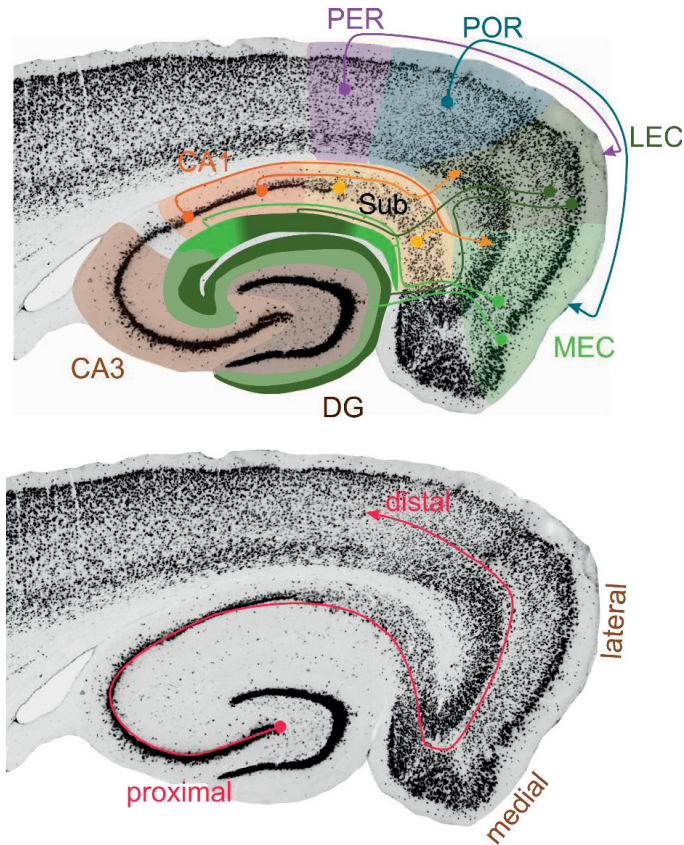 PER
POR
LEC
CA1
Sub
MEC
CA3
DG
distal
lateral
proximal
medial